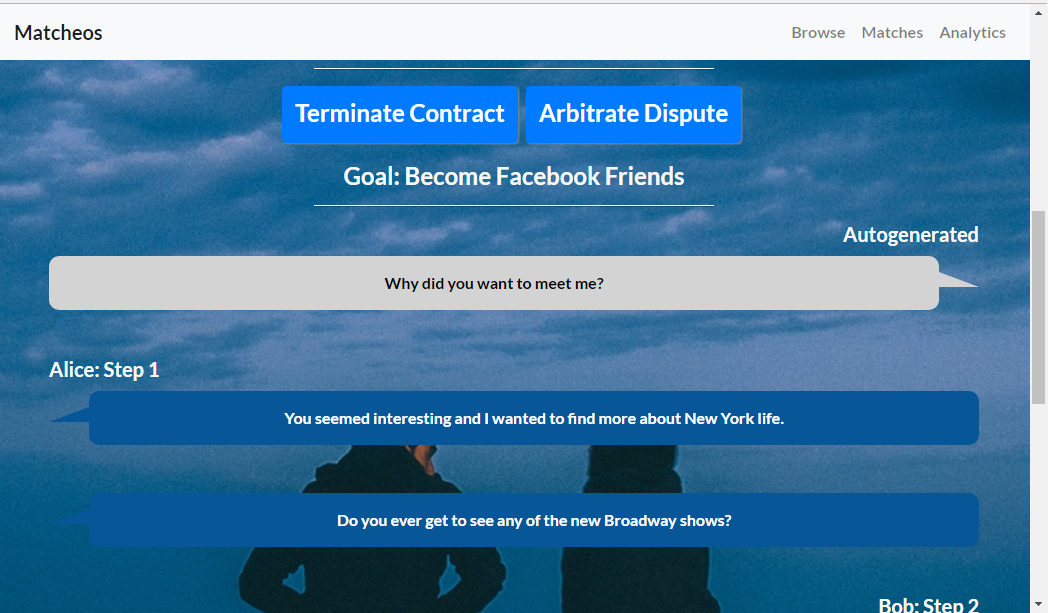 Matcheos
Browse Matches Analytics
Terminate Contract Arbitrate Dispute
Goal: Become Facebook Friends
Autogenerated
Why did you want to meet me?
Alice: Step 1
You seemed interesting and I wanted to find more about New York life.
Do you ever get to see any of the new Broadway shows?
Bob: Step 2